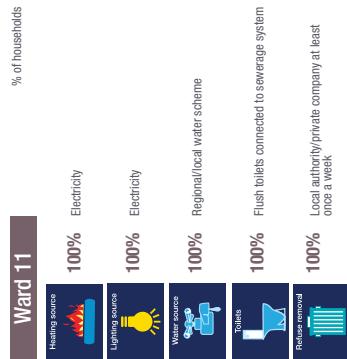 Ward 11
% of households
Heating source
100%
Electricity
Lighting source
100%
Electricity
Water source
100%
Regional/local water scheme
Toilets
100%
Flush toilets connected to sewerage system
Refuse removal
100%
Local authority/private company at least
once a week